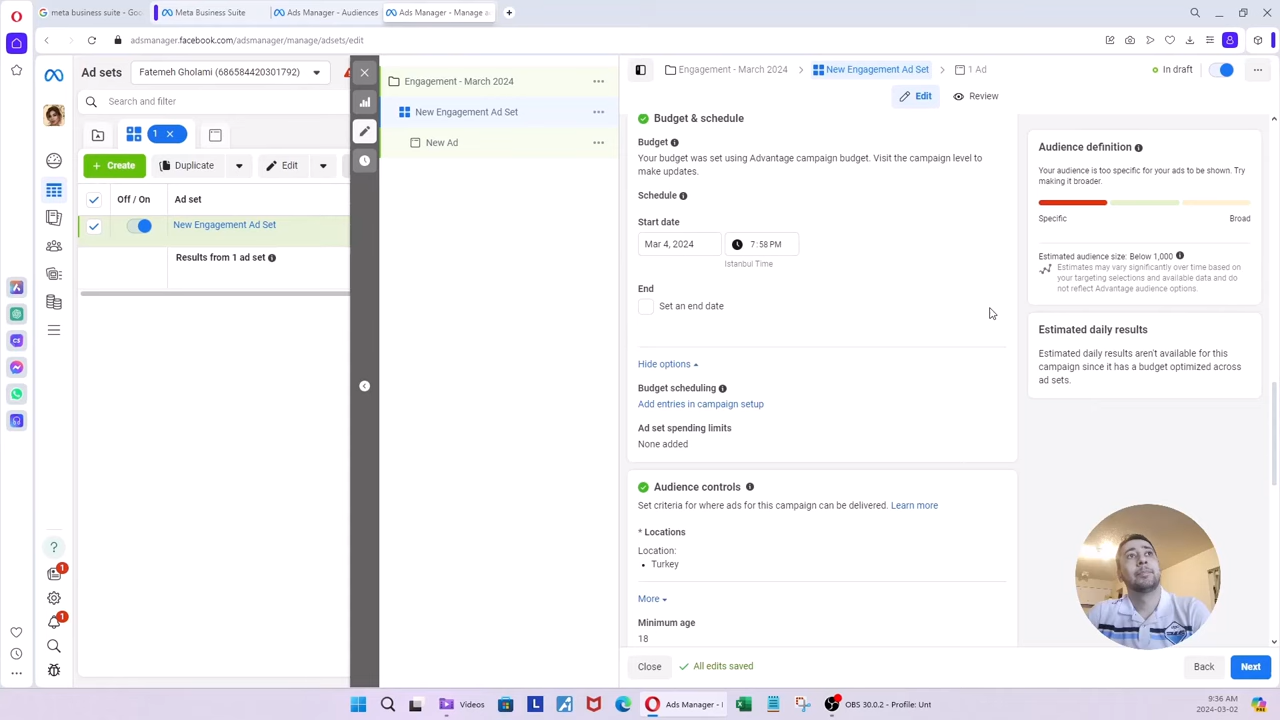 meta business suite - Goo
Meta Business Suite
Ads Manager - Audiences
Ads Manager - Manage a
adsmanager.facebook.com/adsmanager/manage/adsets/edit
Ad sets
Fatemeh Gholami (686584420301792)
Search and filter
1
Create
Duplicate
Edit
Off / On
Ad set
New Engagement Ad Set
Results from 1 ad set
Engagement - March 2024
New Engagement Ad Set
New Ad
Engagement - March 2024
New Engagement Ad Set
1 Ad
In draft
Edit
Review
Budget & schedule
Budget
Your budget was set using Advantage campaign budget. Visit the campaign level to
make updates.
Schedule
Start date
Mar 4, 2024
7:58 PM
Istanbul Time
End
Set an end date
Hide options
Budget scheduling
Add entries in campaign setup
Ad set spending limits
None added
Audience controls
Set criteria for where ads for this campaign can be delivered. Learn more
* Locations
Location:
• Turkey
More
Minimum age
18
Audience definition
Your audience is too specific for your ads to be shown. Try
making it broader.
Specific
Broad
Estimated audience size: Below 1,000
Estimates may vary significantly over time based on
your targeting selections and available data and do
not reflect Advantage audience options.
Estimated daily results
Estimated daily results aren't available for this
campaign since it has a budget optimized across
ad sets.
Close
All edits saved
Back
Next
1
1
Videos
Ads Manager - I
OBS 30.0.2 - Profile: Unt
9:36 AM
2024-03-02